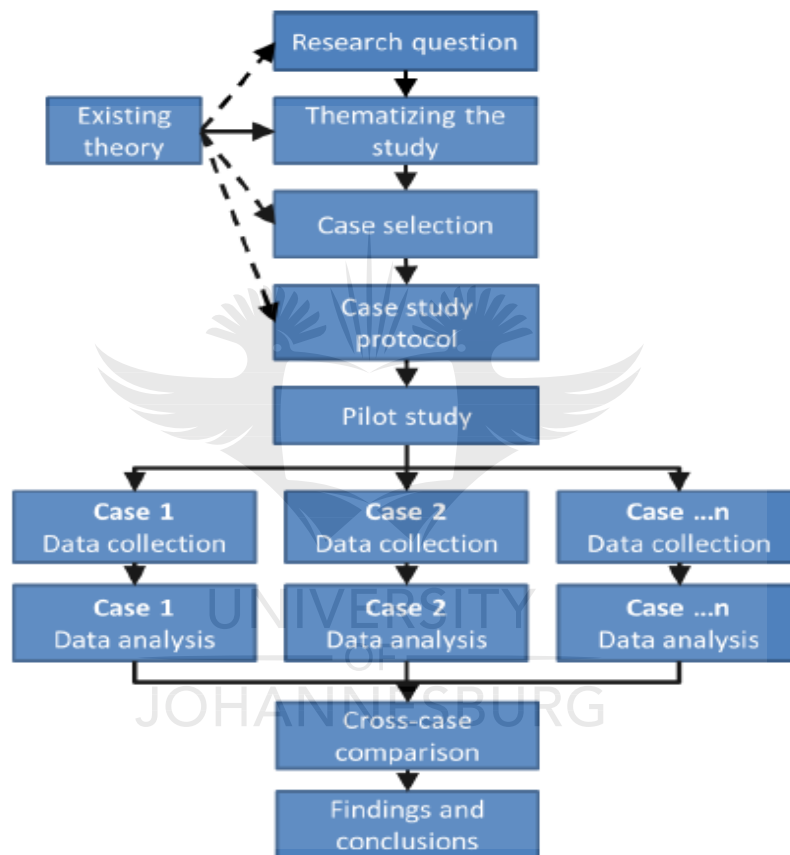 Research question
Existing
theory
Thematizing the
study
Case selection
Case study
protocol
Pilot study
Case 1
Data collection
Case 2
Data collection
Case ...n
Data collection
Case 1
Data analysis
Case 2
Data analysis
Case ...n
Data analysis
UNIVERSITY
OF
JOHANNESBURG
Cross-case
comparison
Findings and
conclusions